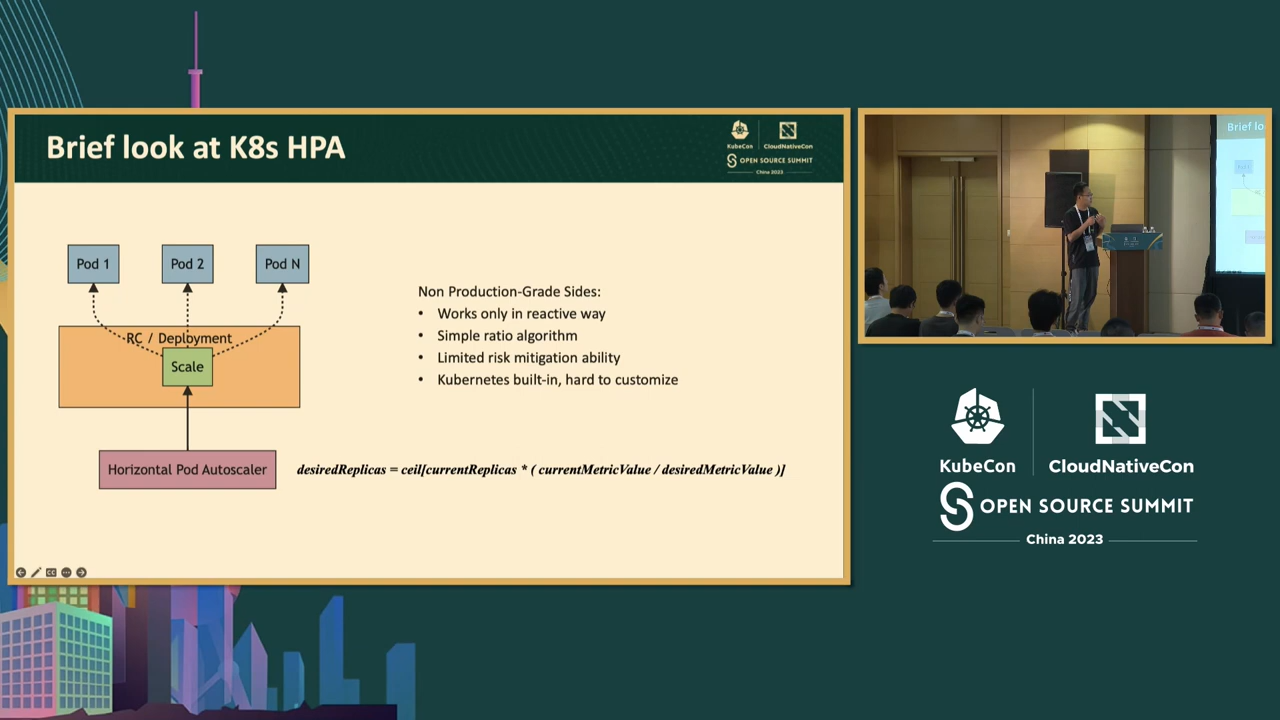 Brief look at K8s HPA
KubeCon
CloudNativeCon
OPEN SOURCE SUMMIT
China 2023
Pod 1
Pod 2
Pod N
RC / Deployment
Scale
Horizontal Pod Autoscaler
Non Production-Grade Sides:
• Works only in reactive way
• Simple ratio algorithm
• Limited risk mitigation ability
• Kubernetes built-in, hard to customize
desiredReplicas = ceil[currentReplicas * ( currentMetricValue / desiredMetricValue )]
CC
Brief lo
KubeCon
CloudNativeCon
OPEN SOURCE SUMMIT
China 2023